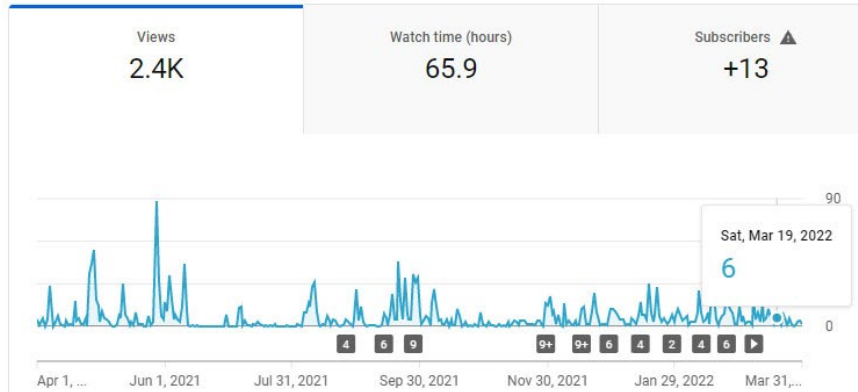 Views
2.4K
Watch time (hours)
65.9
Subscribers
+13
90
Sat, Mar 19, 2022
6
0
4 6 9 9+ 9+ 6 4 2 4 6
Apr 1, ... Jun 1, 2021 Jul 31, 2021 Sep 30, 2021 Nov 30, 2021 Jan 29, 2022 Mar 31,...